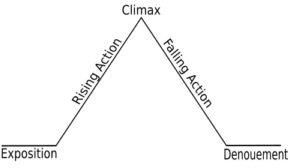 Climax
Rising Action
Falling Action
Exposition
Denouement